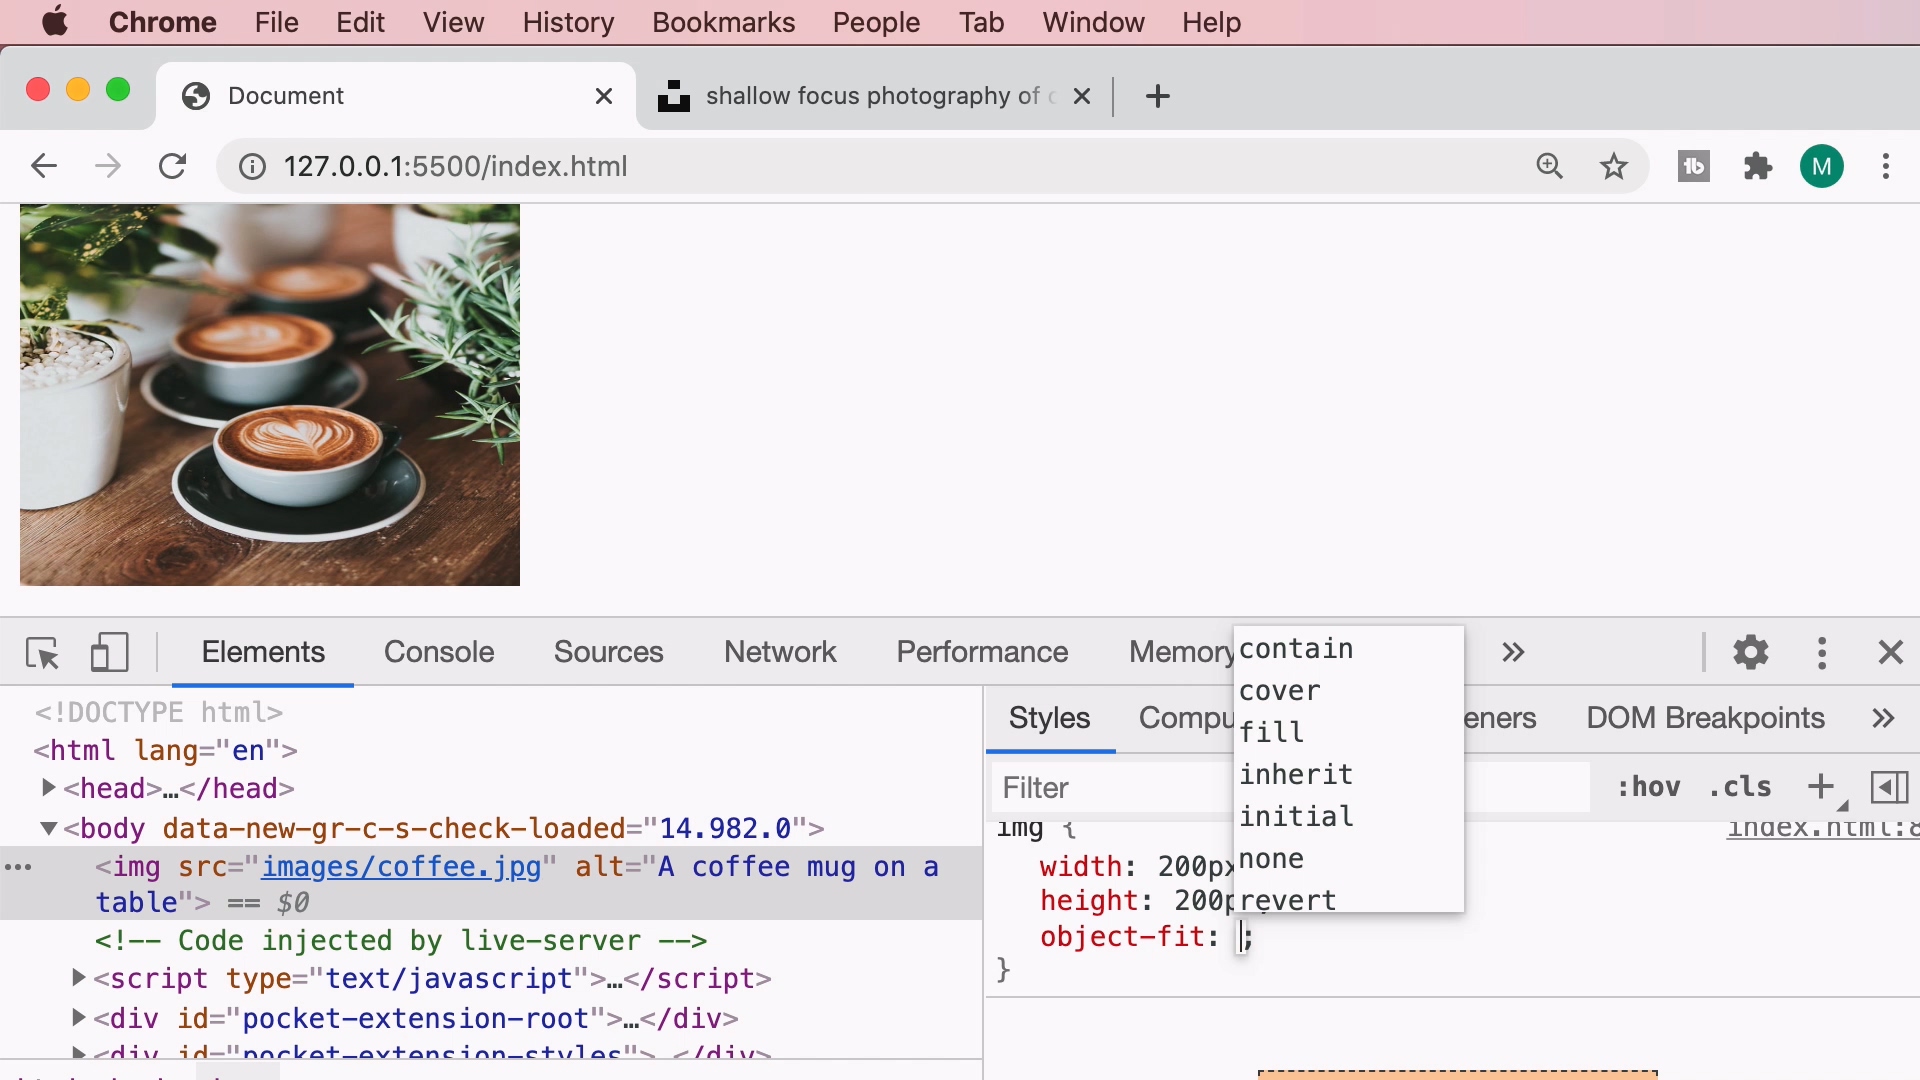 Chrome File Edit View History Bookmarks People Tab Window Help
Document
shallow focus photography of
127.0.0.1:5500/index.html
M
Elements Console Sources Network Performance Memory
<!DOCTYPE html>
<html lang="en">
<head>…</head>
<body data-new-gr-c-s-check-loaded="14.982.0">
<img src="images/coffee.jpg" alt="A coffee mug on a
table"> == $0
<!-- Code injected by live-server -->
<script type="text/javascript">…</script>
<div id="pocket-extension-root">…</div>
<div id="pocket-extension-styles"> </div>
Styles Compu eners DOM Breakpoints
Filter :hov .cls
img { index.html:8
width: 200px
height: 200p
object-fit: ;
}
contain
cover
fill
inherit
initial
none
revert